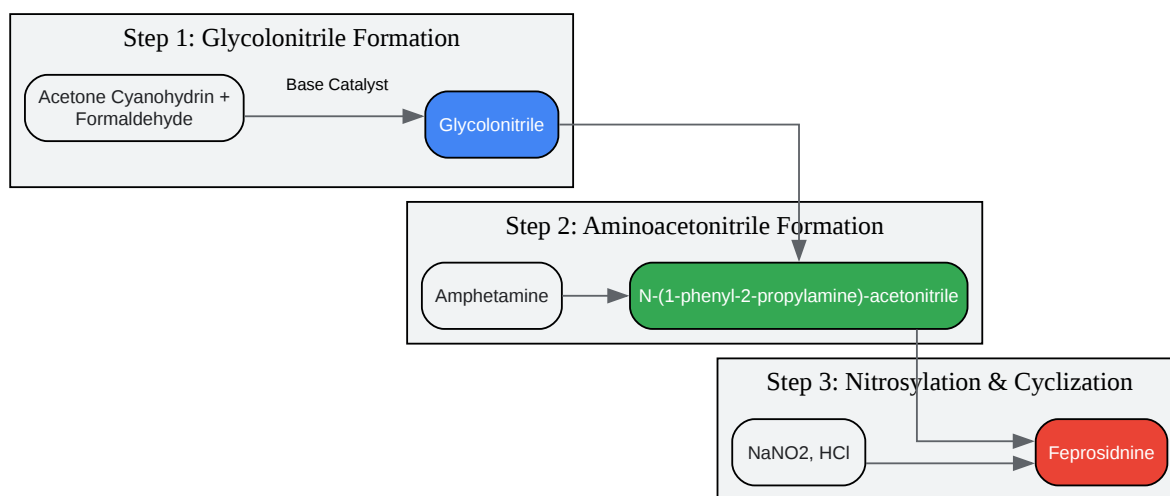 Step 1: Glycolonitrile Formation
Acetone Cyanohydrin +
Formaldehyde
Base Catalyst
Glycolonitrile
Step 2: Aminoacetonitrile Formation
Amphetamine
N-(1-phenyl-2-propylamine)-acetonitrile
Step 3: Nitrosylation & Cyclization
NaNO2, HCl
Feprosidnine